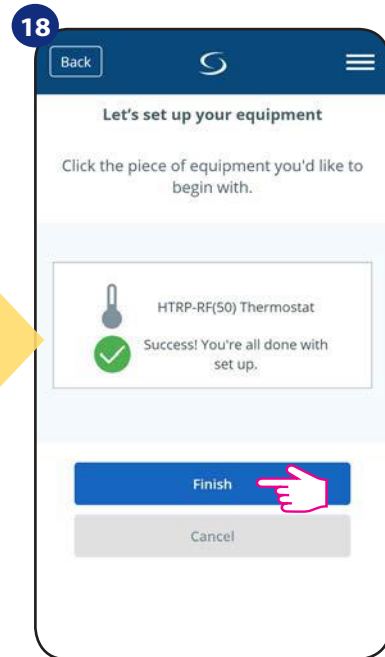 18
Back
Let's set up your equipment
Click the piece of equipment you'd like to
begin with.
HTRP-RF(50) Thermostat
Success! You're all done with
set up.
Finish
Cancel